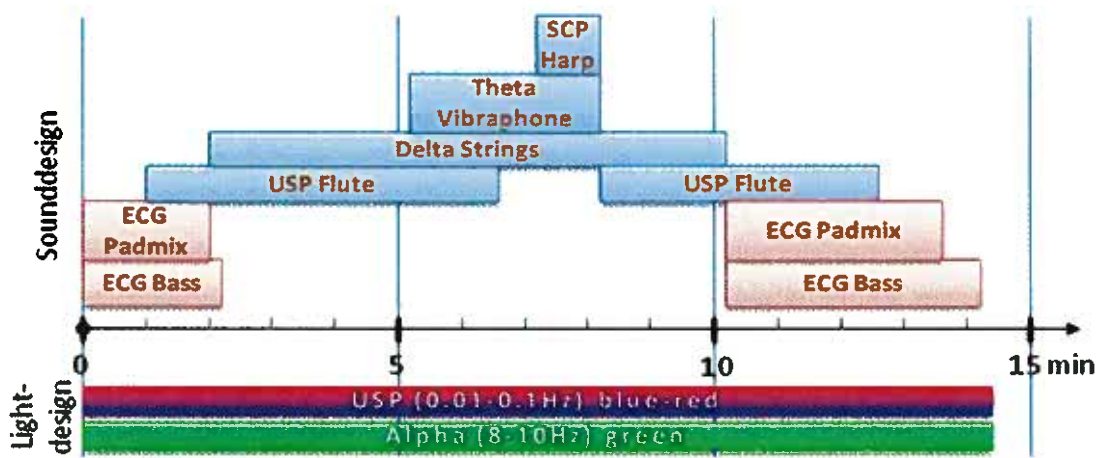 Sounddesign
SCP
Harp
Theta
Vibraphone
Delta Strings
USP Flute
USP Flute
ECG
Padmix
ECG Padmix
ECG Bass
ECG Bass
0
5
10
15 min
Light-
design
USP (0.01-0.1Hz) blue-red
Alpha (8-10Hz) green